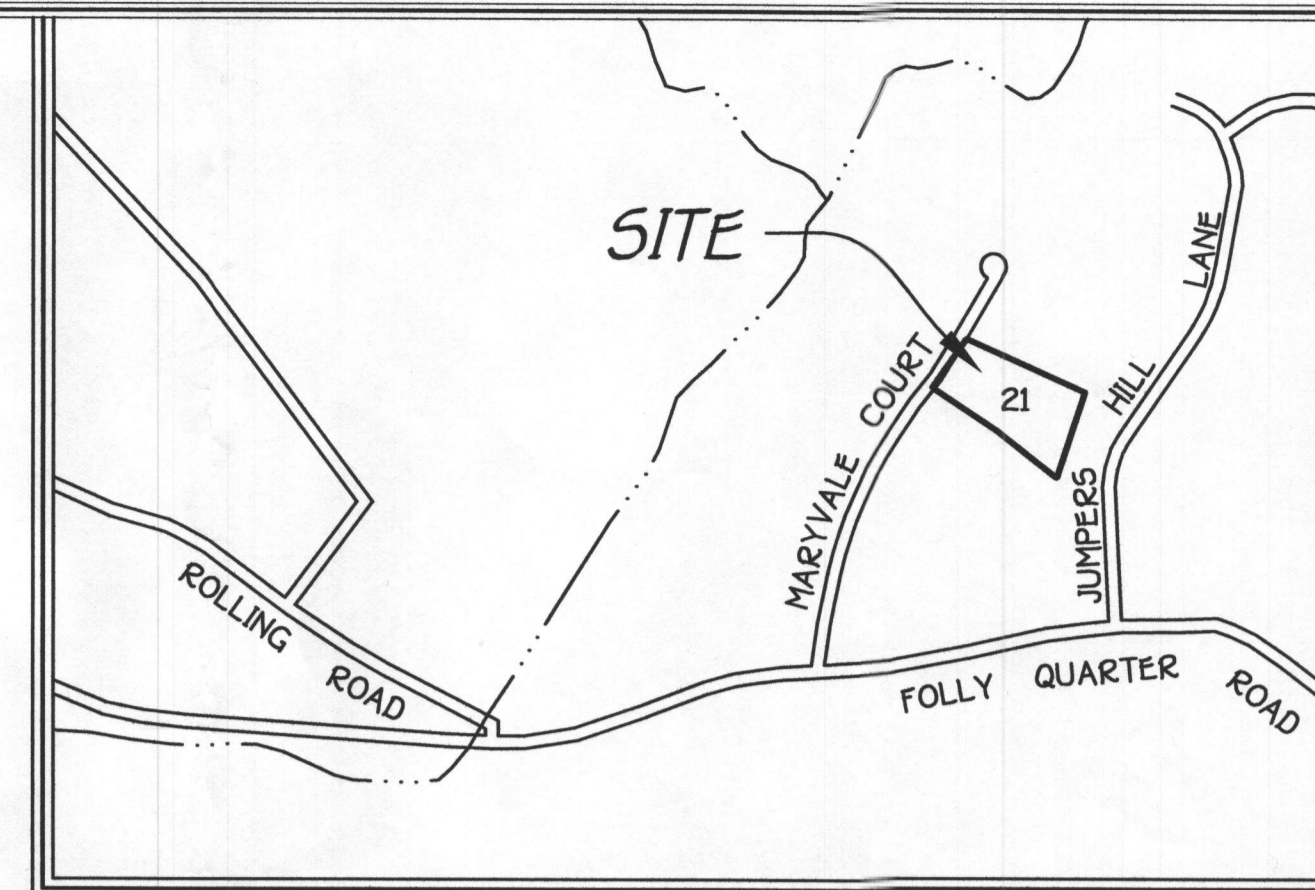 SITE
MARYVALE COURT
21
JUMPERS HILL LANE
ROLLING ROAD
FOLLY QUARTER ROAD